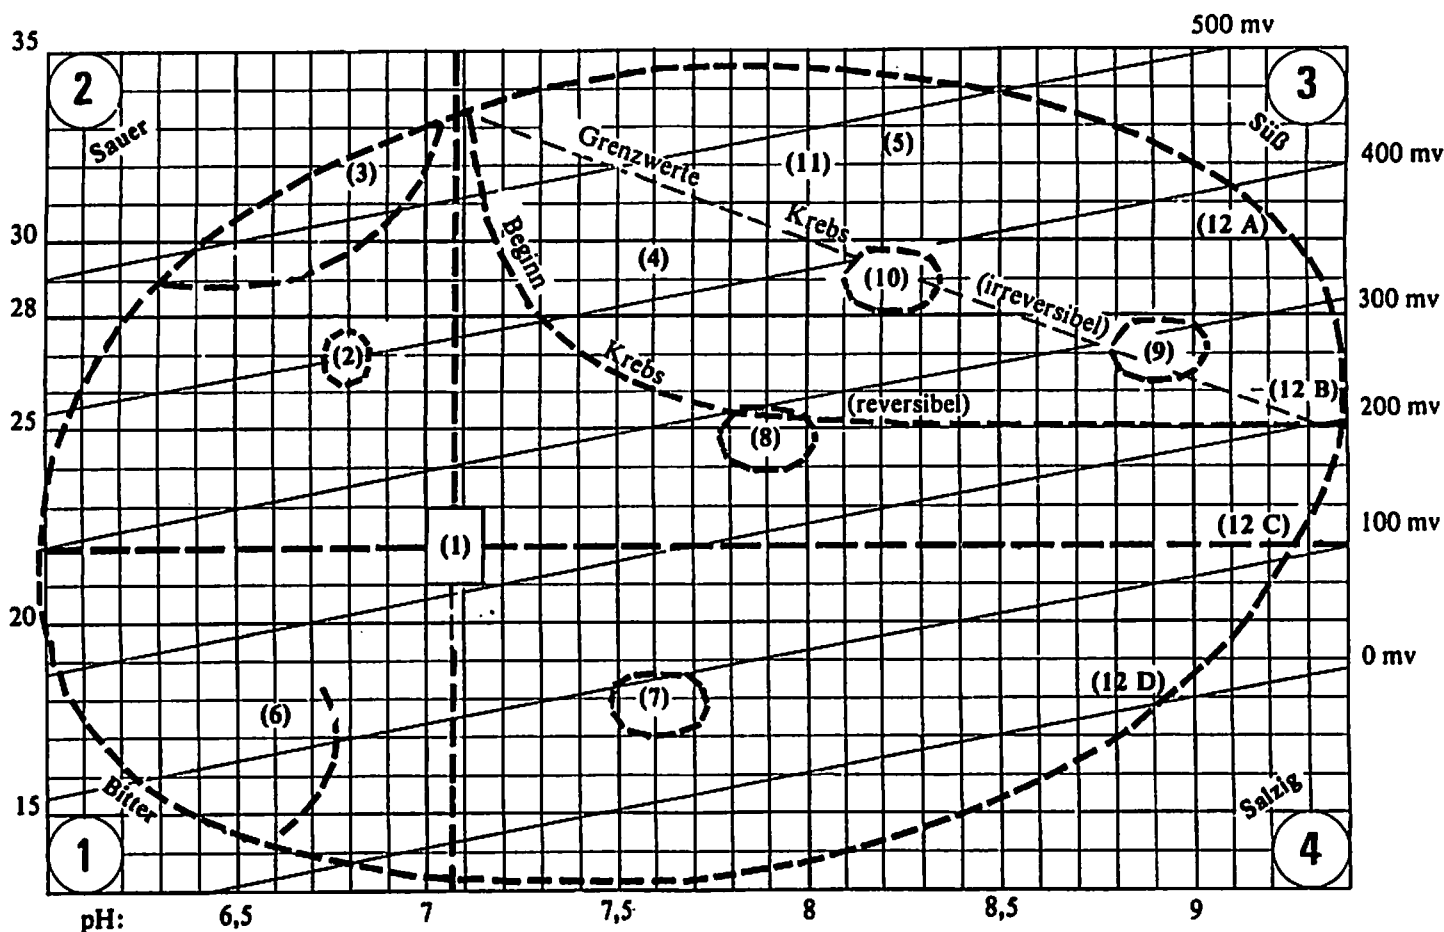 500 mv
35
2
3
Sauer
Süß
(3)
Grenzwerte
(11)
(5)
400 mv
30
Beginn
(4)
Krebs
(12 A)
(10)
(irreversibel)
300 mv
28
(2)
Krebs
(9)
(reversibel)
(12 B)
200 mv
25
(8)
(1)
(12 C)
100 mv
20
(6)
(7)
(12 D)
0 mv
15
Bitter
Salzig
1
4
pH:
6,5
7
7,5
8
8,5
9